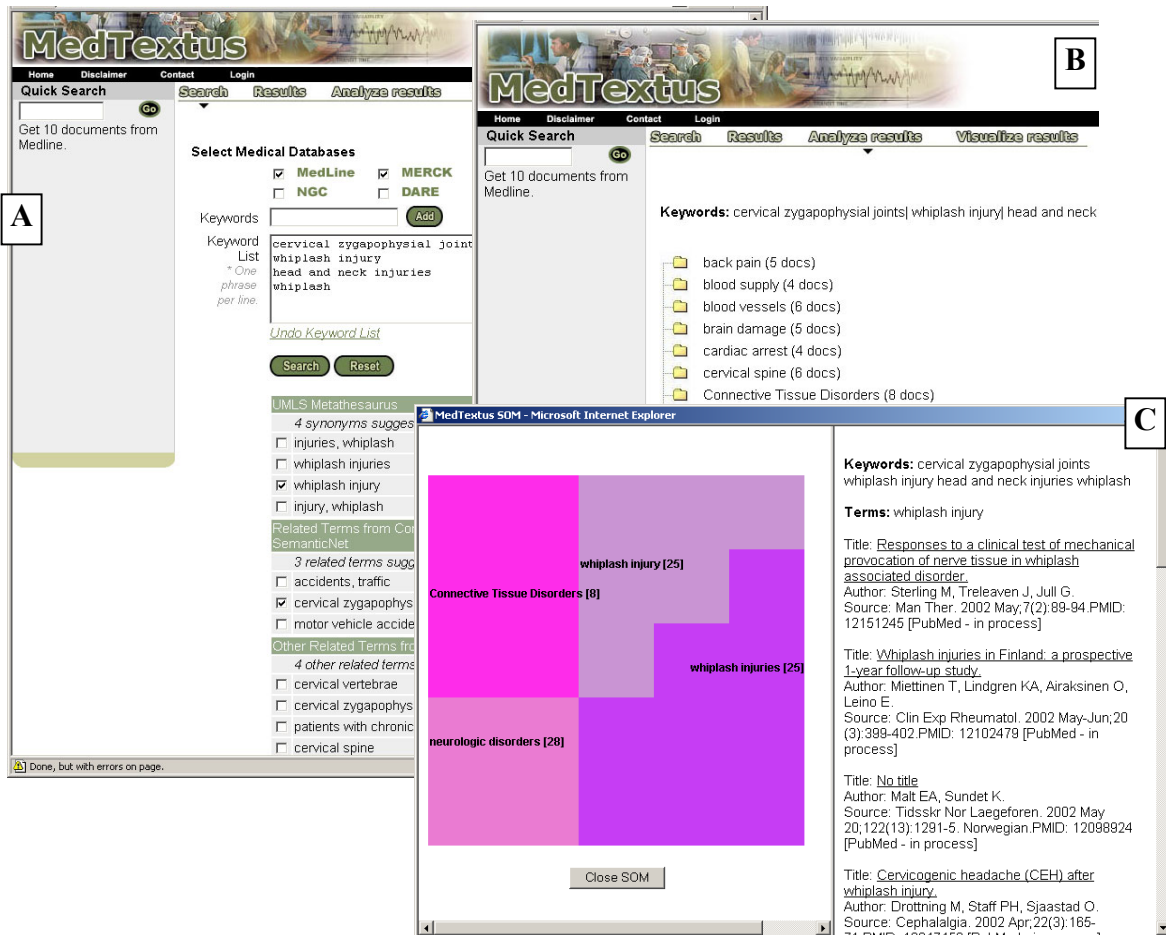 A
MedTextus
Home Disclaimer Contact Login
Quick Search
Go
Get 10 documents from
Medline.
Search Results Analyze results
Select Medical Databases
MedLine MERCK
NGC DARE
Keywords Add
Keyword
List
* One
phrase
per line.
cervical zygapophysial joint
whiplash injury
head and neck injuries
whiplash
Undo Keyword List
Search Reset
UMLS Metathesaurus
4 synonyms sugges
injuries, whiplash
whiplash injuries
whiplash injury
injury, whiplash
Related Terms from Con
SemanticNet
3 related terms sugg
accidents, traffic
cervical zygapophys
motor vehicle accide
Other Related Terms fro
4 other related terms
cervical vertebrae
cervical zygapophys
patients with chronic
cervical spine
Done, but with errors on page.
B
MedTextus
Home Disclaimer Contact Login
Quick Search
Go
Get 10 documents from
Medline.
Search Results Analyze results Visualize results
Keywords: cervical zygapophysial joints| whiplash injury| head and neck
back pain (5 docs)
blood supply (4 docs)
blood vessels (6 docs)
brain damage (5 docs)
cardiac arrest (4 docs)
cervical spine (6 docs)
Connective Tissue Disorders (8 docs)
C
MedTextus SOM - Microsoft Internet Explorer
whiplash injury [25]
Connective Tissue Disorders [8]
whiplash injuries [25]
neurologic disorders [28]
Close SOM
Keywords: cervical zygapophysial joints
whiplash injury head and neck injuries whiplash
Terms: whiplash injury
Title: Responses to a clinical test of mechanical
provocation of nerve tissue in whiplash
associated disorder.
Author: Sterling M, Treleaven J, Jull G.
Source: Man Ther. 2002 May;7(2):89-94.PMID:
12151245 [PubMed - in process]
Title: Whiplash injuries in Finland: a prospective
1-year follow-up study.
Author: Miettinen T, Lindgren KA, Airaksinen O,
Leino E.
Source: Clin Exp Rheumatol. 2002 May-Jun;20
(3):399-402.PMID: 12102479 [PubMed - in
process]
Title: No title
Author: Malt EA, Sundet K.
Source: Tidsskr Nor Laegeforen. 2002 May
20;122(13):1291-5. Norwegian.PMID: 12098924
[PubMed - in process]
Title: Cervicogenic headache (CEH) after
whiplash injury.
Author: Drottning M, Staff PH, Sjaastad O.
Source: Cephalalgia. 2002 Apr;22(3):165-